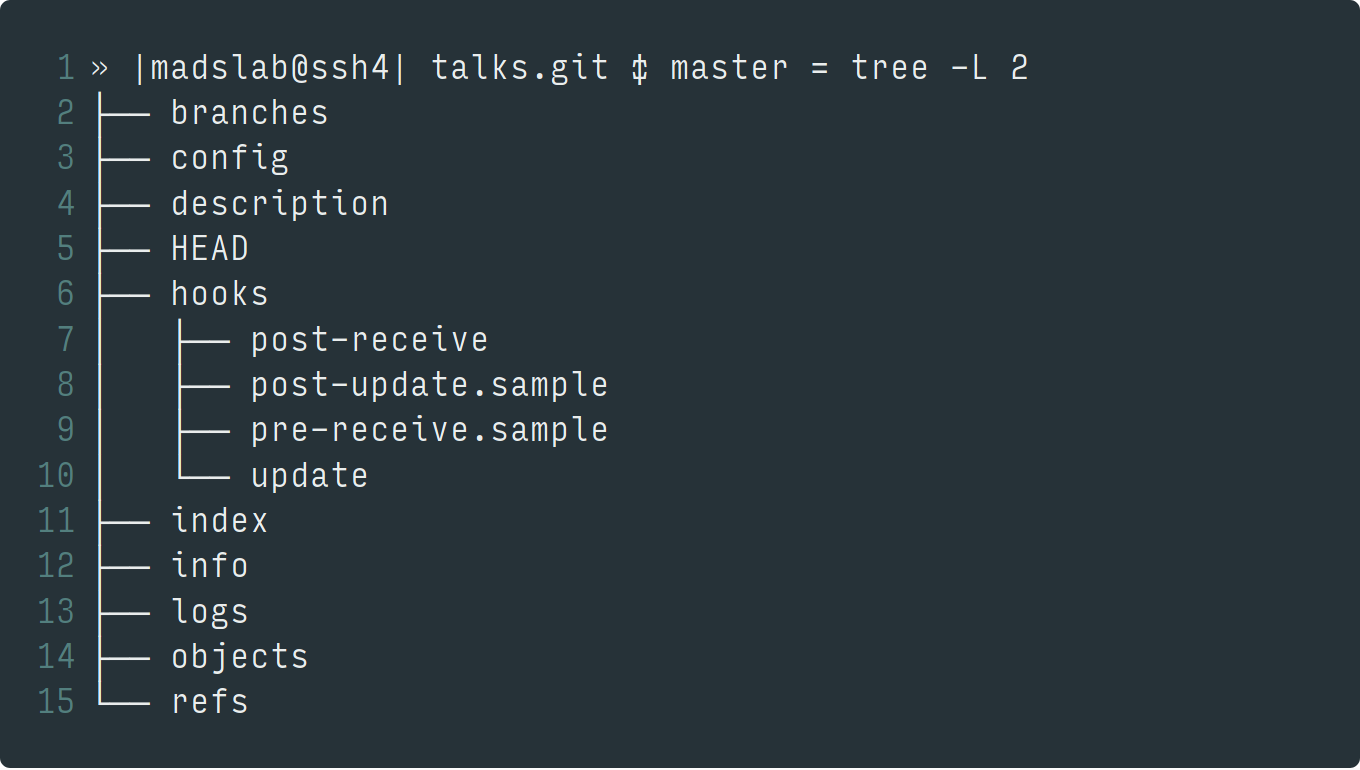 1 » |madslab@ssh4| talks.git ⭠ master = tree -L 2
2 ├── branches
3 ├── config
4 ├── description
5 ├── HEAD
6 ├── hooks
7 │   ├── post-receive
8 │   ├── post-update.sample
9 │   ├── pre-receive.sample
10 │   └── update
11 ├── index
12 ├── info
13 ├── logs
14 ├── objects
15 └── refs